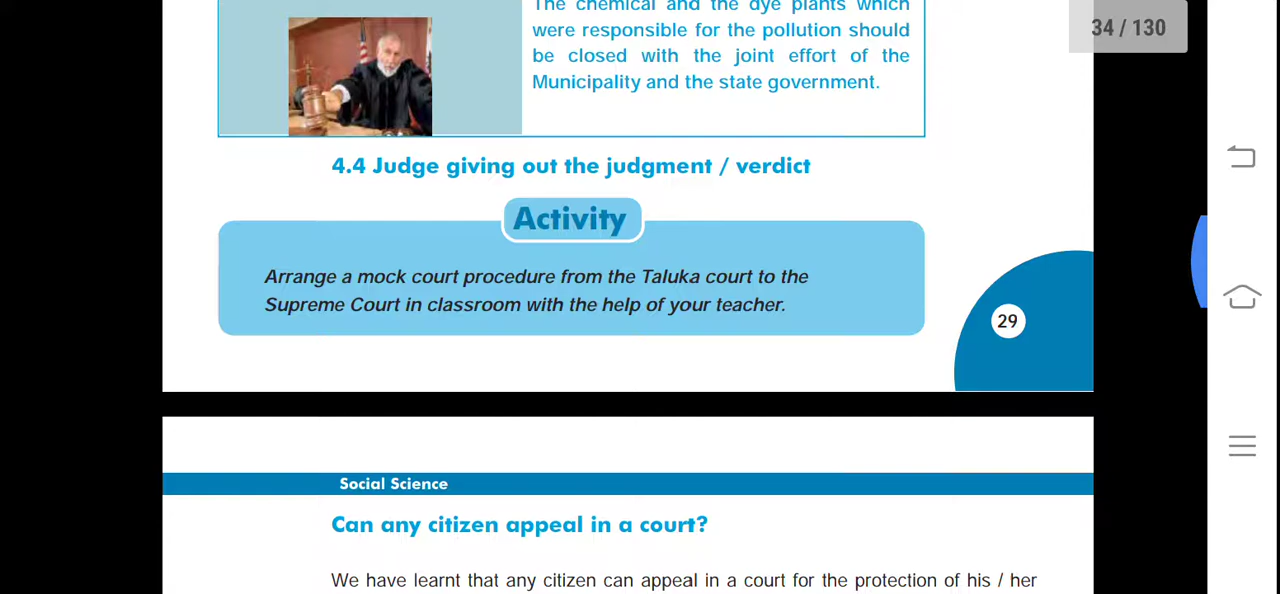 The chemical and the dye plants which
were responsible for the pollution should
be closed with the joint effort of the
Municipality and the state government.
34 / 130
4.4 Judge giving out the judgment / verdict
Activity
Arrange a mock court procedure from the Taluka court to the
Supreme Court in classroom with the help of your teacher.
29
Social Science
Can any citizen appeal in a court?
We have learnt that any citizen can appeal in a court for the protection of his / her